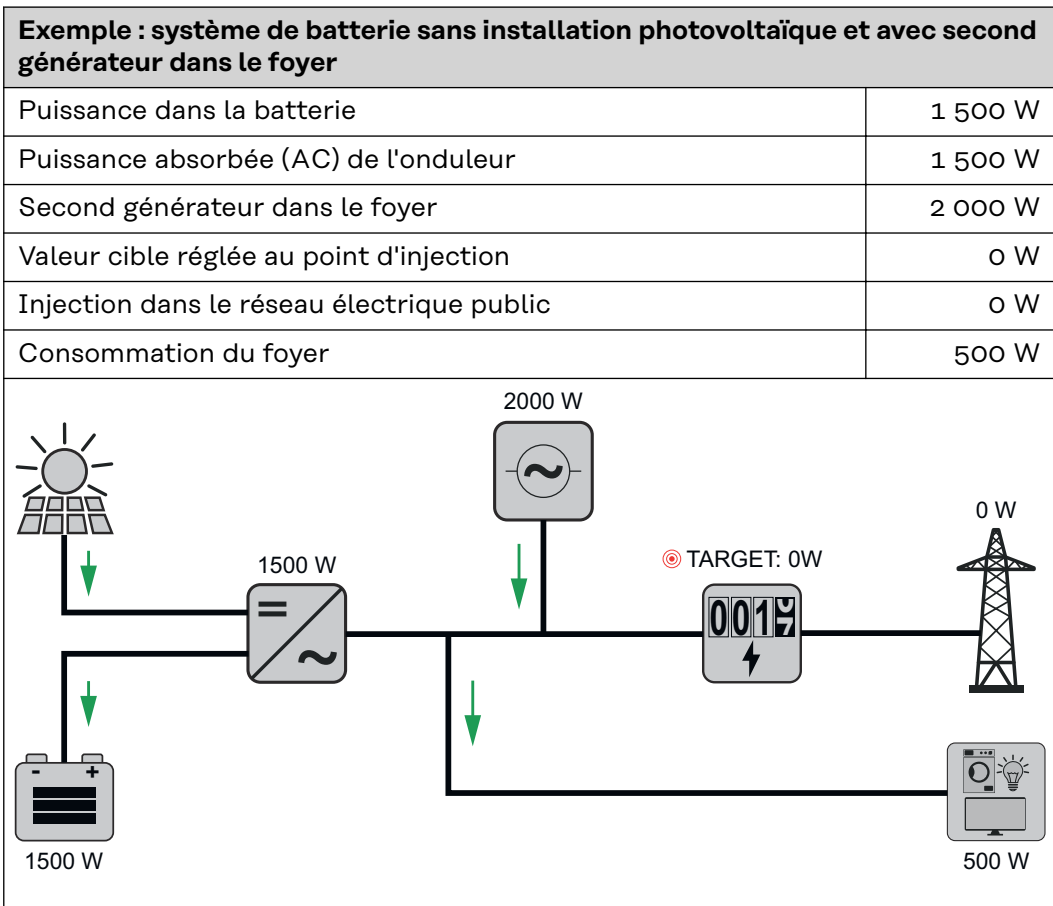 Exemple : système de batterie sans installation photovoltaïque et avec second
générateur dans le foyer
Puissance dans la batterie 1 500 W
Puissance absorbée (AC) de l'onduleur 1 500 W
Second générateur dans le foyer 2 000 W
Valeur cible réglée au point d'injection 0 W
Injection dans le réseau électrique public 0 W
Consommation du foyer 500 W
2000 W
0 W
1500 W
TARGET: 0W
001
- +
1500 W
500 W